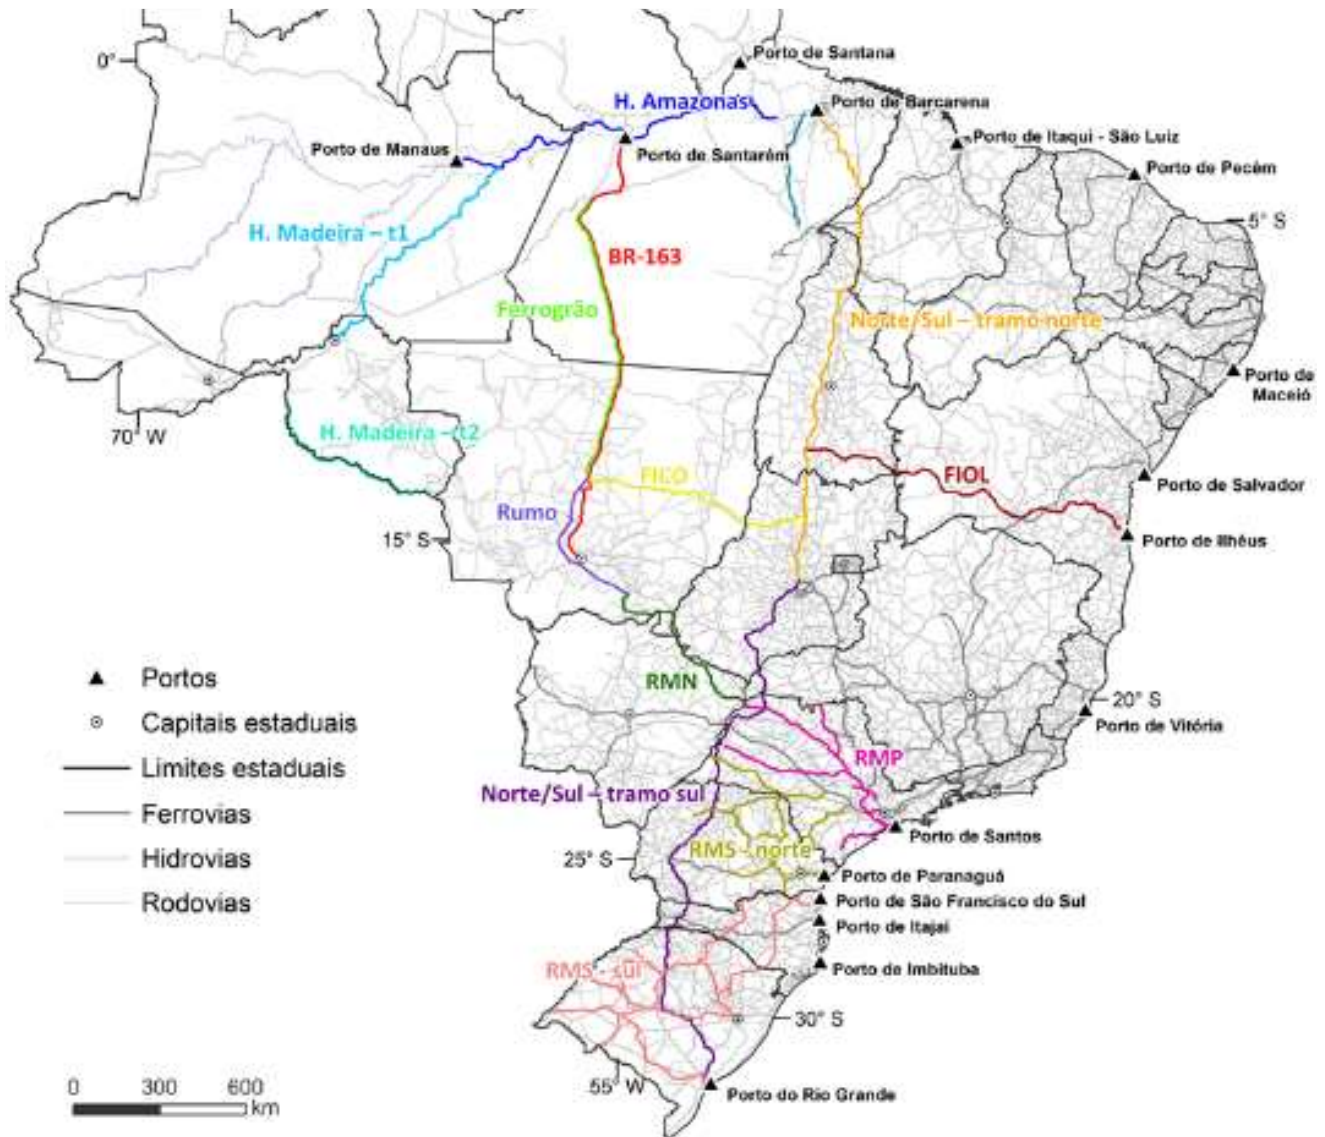 0°
Porto de Santana
H. Amazonas
Porto de Barcarena
Porto de Manaus
Porto de Santarém
Porto de Itaqui - São Luiz
Porto de Pecém
5° S
H. Madeira – t1
BR-163
Ferrogrão
Norte/Sul – tramo norte
Porto de
Maceió
70° W
H. Madeira – t2
FICO
FIOL
Porto de Salvador
Rumo
15° S
Porto de Ilhéus
Portos
RMN
20° S
Porto de Vitória
Capitais estaduais
RMP
Limites estaduais
Norte/Sul – tramo sul
Ferrovias
Porto de Santos
RMS - norte
Hidrovias
25° S
Porto de Paranaguá
Rodovias
Porto de São Francisco do Sul
Porto de Itajaí
RMS - sul
Porto de Imbituba
30° S
0 300 600
km
55° W
Porto do Rio Grande